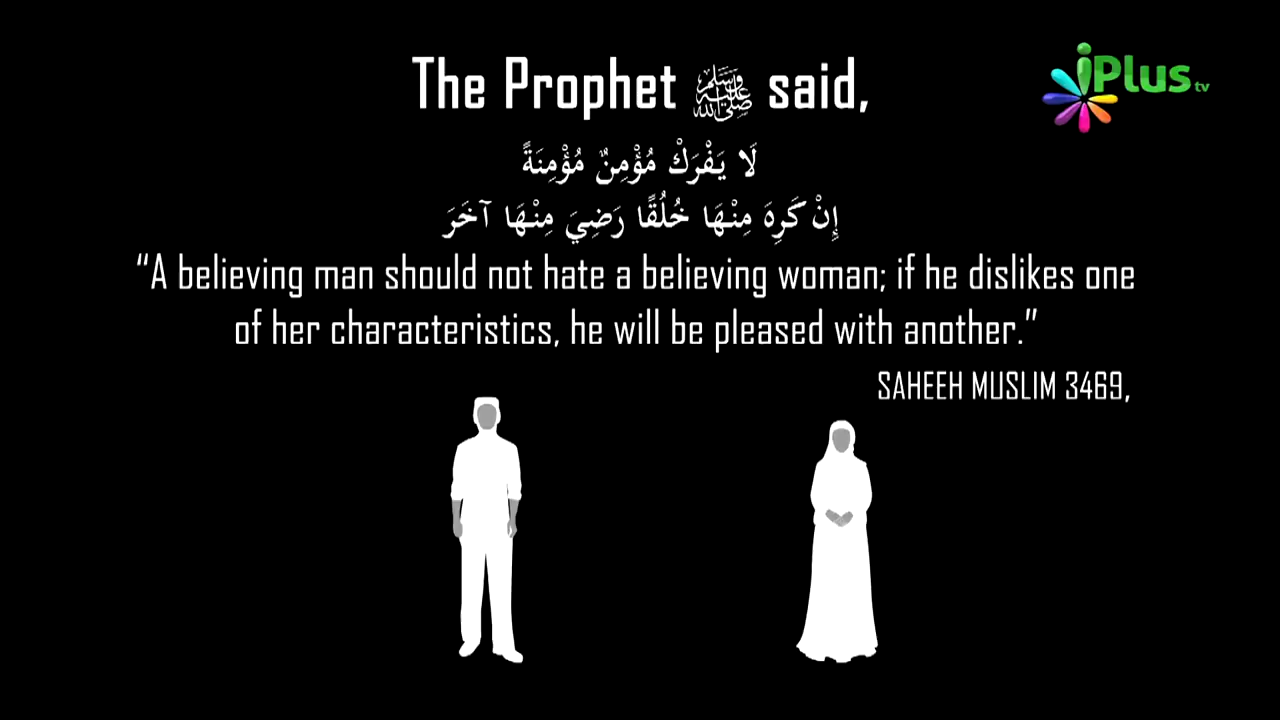 The Prophet ﷺ said,
iPlus tv
لَا يَفْرَكْ مُؤْمِنٌ مُؤْمِنَةً
إِنْ كَرِهَ مِنْهَا خُلُقًا رَضِيَ مِنْهَا آخَرَ
“A believing man should not hate a believing woman; if he dislikes one
of her characteristics, he will be pleased with another.”
SAHEEH MUSLIM 3469,